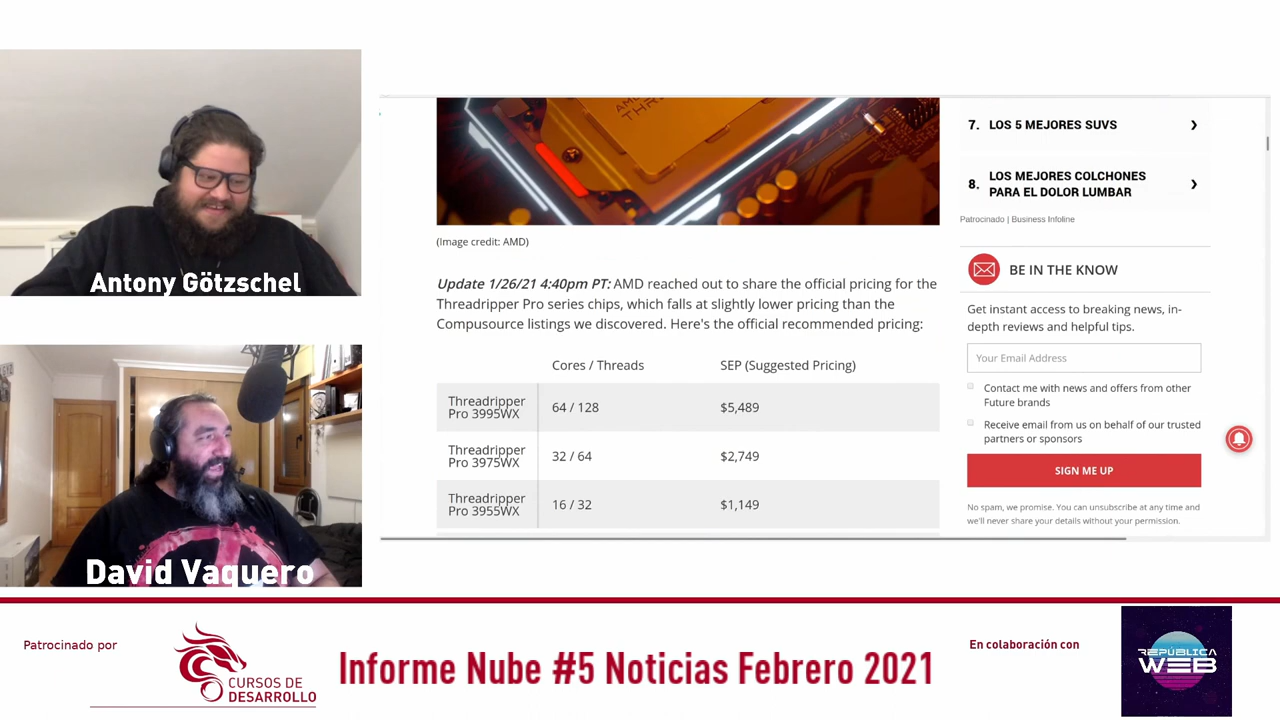 Antony Götzschel
David Vaquero
AMD
(Image credit: AMD)
Update 1/26/21 4:40pm PT: AMD reached out to share the official pricing for the
Threadripper Pro series chips, which falls at slightly lower pricing than the
Compusource listings we discovered. Here's the official recommended pricing:
Cores / Threads SEP (Suggested Pricing)
Threadripper
Pro 3995WX 64 / 128 $5,489
Threadripper
Pro 3975WX 32 / 64 $2,749
Threadripper
Pro 3955WX 16 / 32 $1,149
7. LOS 5 MEJORES SUVS
8. LOS MEJORES COLCHONES
PARA EL DOLOR LUMBAR
Patrocinado | Business Infoline
BE IN THE KNOW
Get instant access to breaking news, in-
depth reviews and helpful tips.
Your Email Address
Contact me with news and offers from other
Future brands
Receive email from us on behalf of our trusted
partners or sponsors
SIGN ME UP
No spam, we promise. You can unsubscribe at any time and
we'll never share your details without your permission.
Patrocinado por
CURSOS DE
DESARROLLO
Informe Nube #5 Noticias Febrero 2021
En colaboración con
REPÚBLICA
WEB